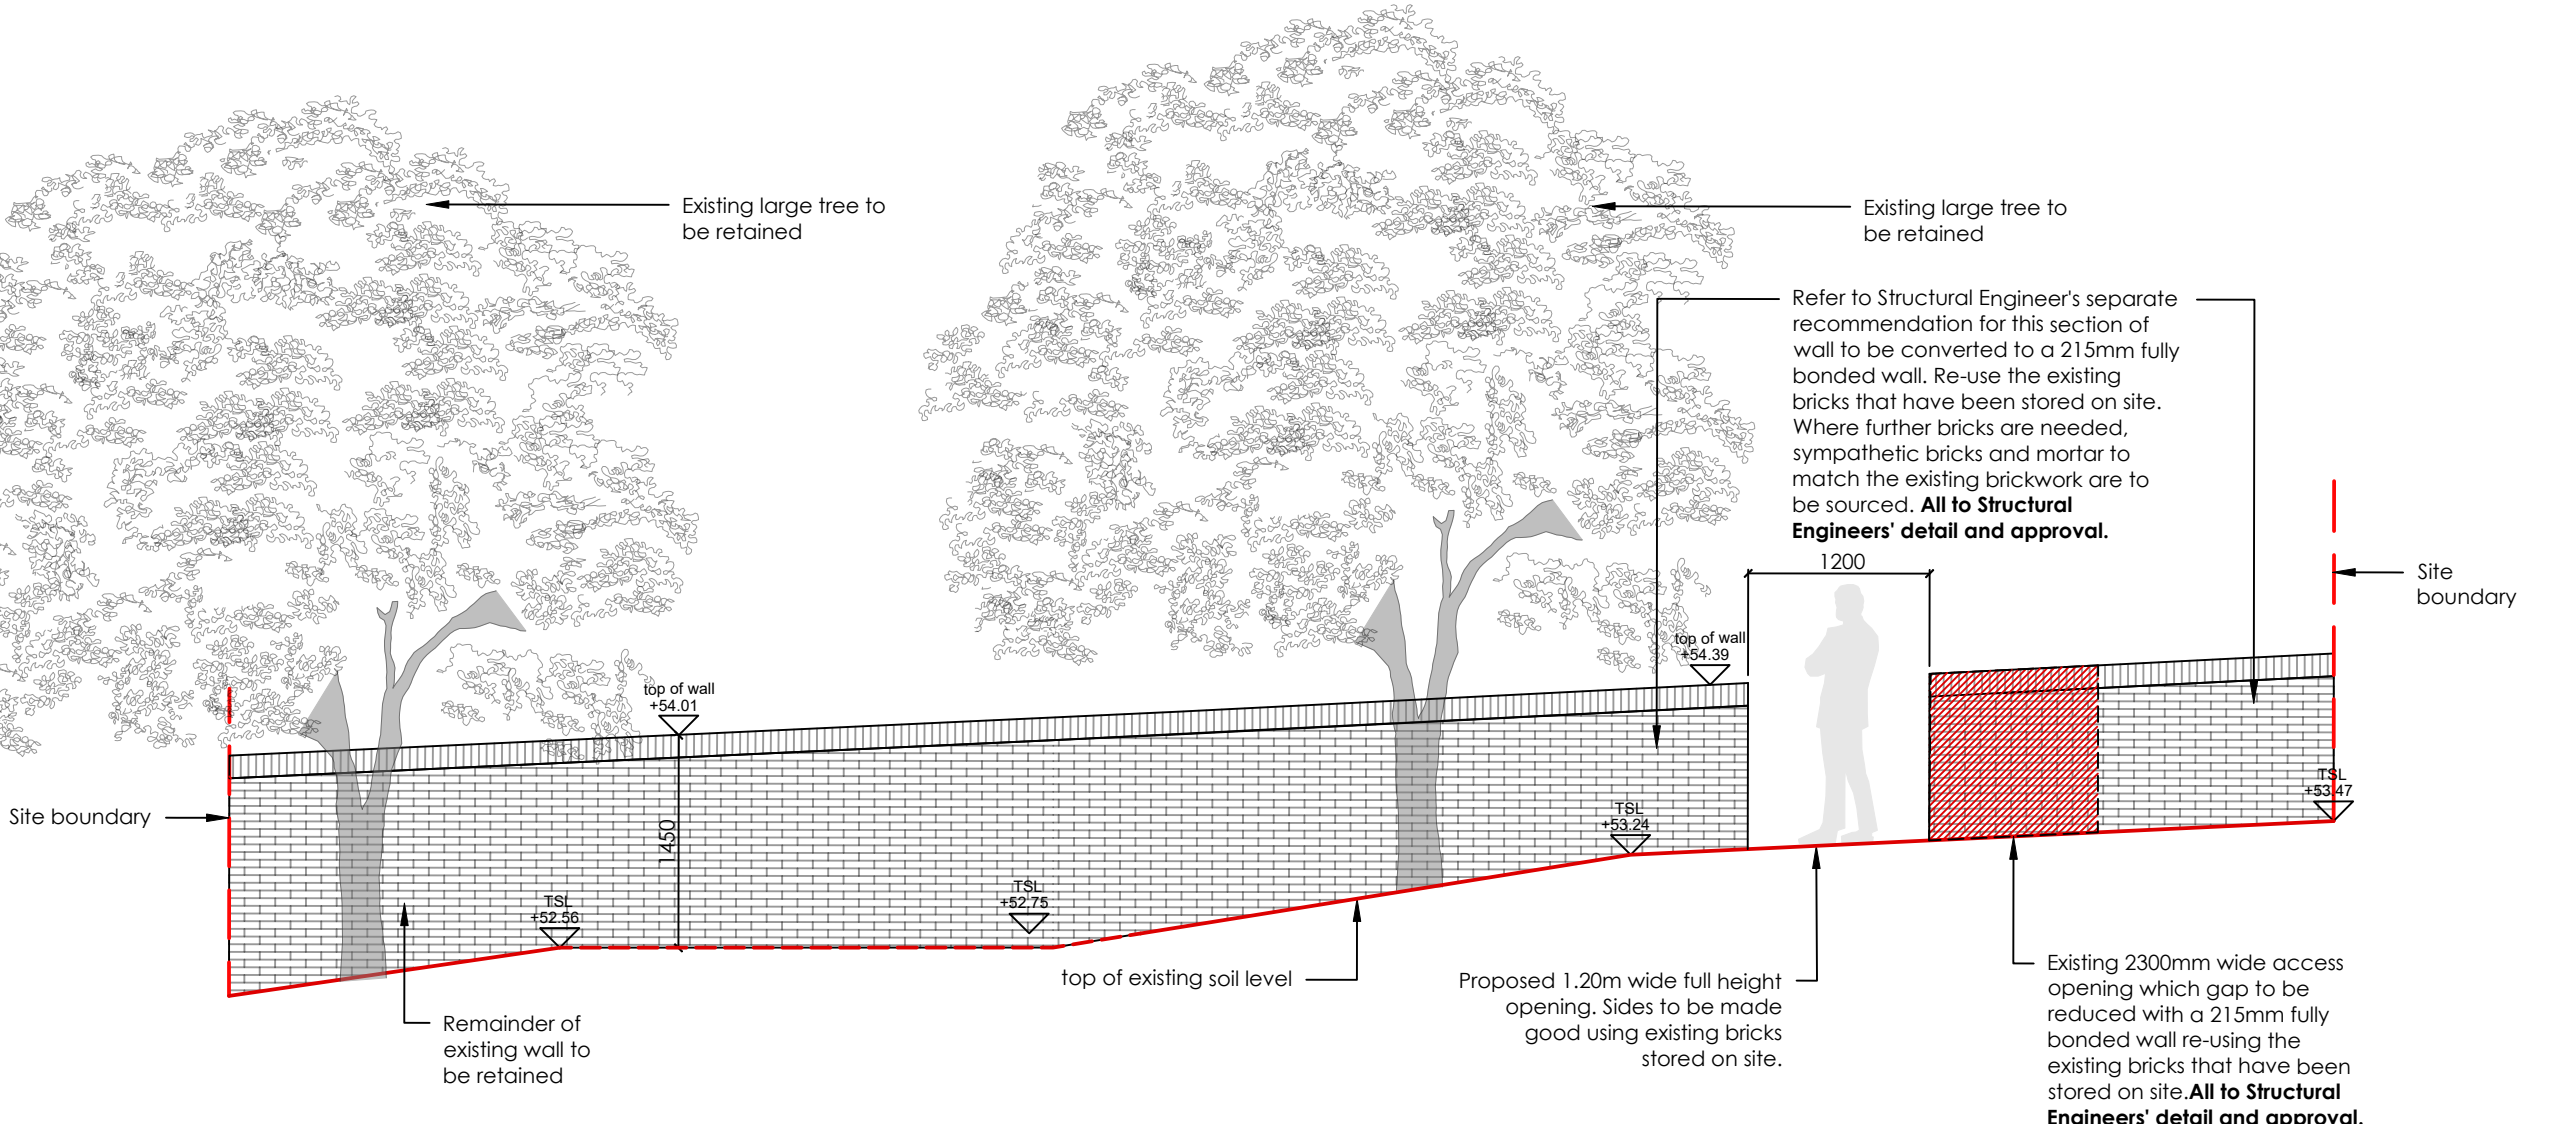 Existing large tree to
be retained
Existing large tree to
be retained
Refer to Structural Engineer's separate
recommendation for this section of
wall to be converted to a 215mm fully
bonded wall. Re-use the existing
bricks that have been stored on site.
Where further bricks are needed,
sympathetic bricks and mortar to
match the existing brickwork are to
be sourced. All to Structural
Engineers' detail and approval.
1200
Site
boundary
top of wall
+54.39
top of wall
+54.01
TSL
+53.47
Site boundary
1450
TSL
+53.24
TSL
+52.56
TSL
+52.75
top of existing soil level
Remainder of
existing wall to
be retained
Proposed 1.20m wide full height
opening. Sides to be made
good using existing bricks
stored on site.
Existing 2300mm wide access
opening which gap to be
reduced with a 215mm fully
bonded wall re-using the
existing bricks that have been
stored on site.All to Structural
Engineers' detail and approval.